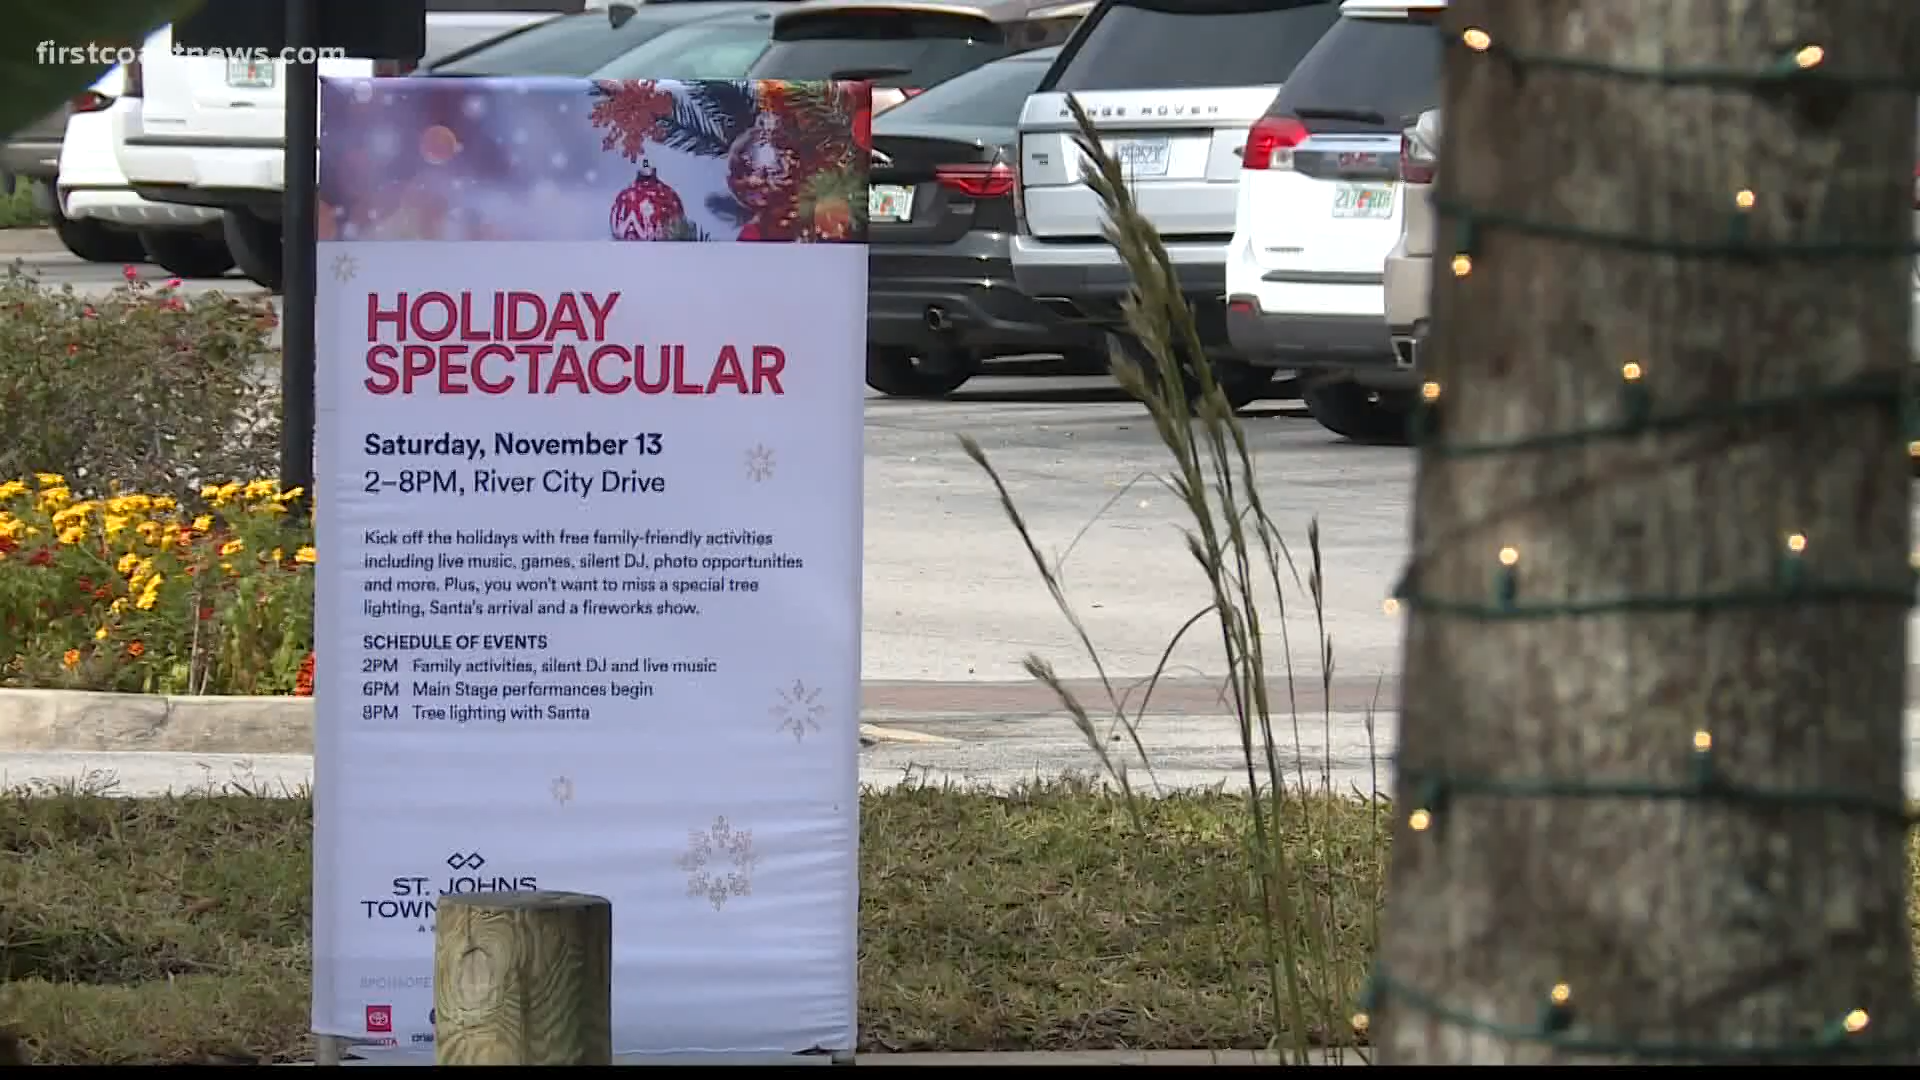 firstcoastnews.com
RANGE ROVER
GMC
HOLIDAY
SPECTACULAR
Saturday, November 13
2–8PM, River City Drive
Kick off the holidays with free family-friendly activities
including live music, games, silent DJ, photo opportunities
and more. Plus, you won't want to miss a special tree
lighting, Santa's arrival and a fireworks show.
SCHEDULE OF EVENTS
2PM Family activities, silent DJ and live music
6PM Main Stage performances begin
8PM Tree lighting with Santa
ST. JOHNS
TOWN